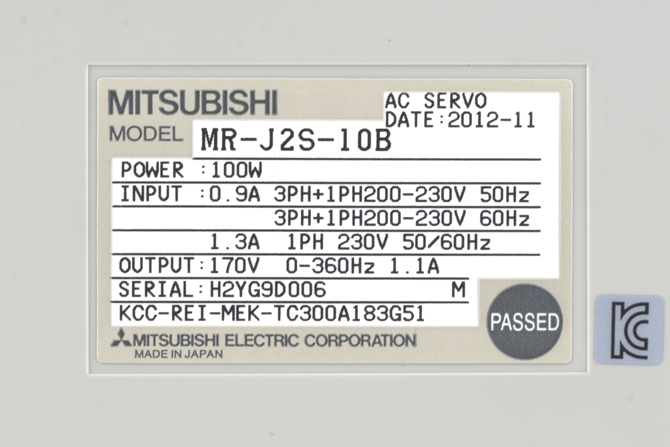 MITSUBISHI
AC SERVO
DATE:2012-11
MODEL MR-J2S-10B
POWER :100W
INPUT :0.9A 3PH+1PH200-230V 50Hz
3PH+1PH200-230V 60Hz
1.3A 1PH 230V 50/60Hz
OUTPUT:170V 0-360Hz 1.1A
SERIAL:H2YG9D006 M
KCC-REI-MEK-TC300A183G51
PASSED
MITSUBISHI ELECTRIC CORPORATION
MADE IN JAPAN
KC